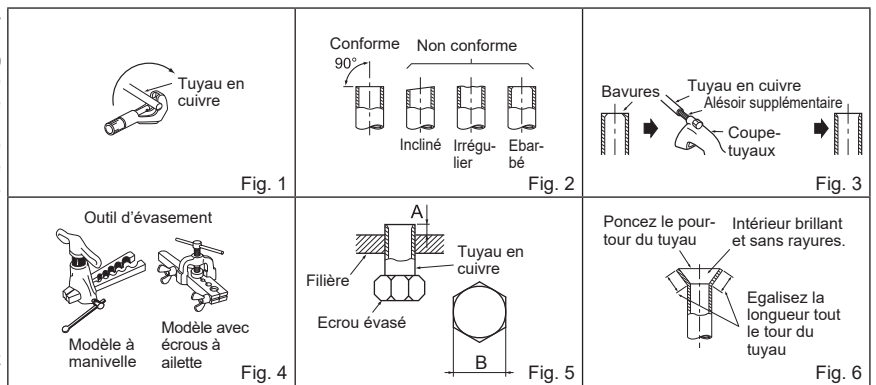 Tuyau en
cuivre
Fig. 1
Conforme
Non conforme
90°
Incliné
Irrégu-
lier
Ebar-
bé
Fig. 2
Bavures
Tuyau en cuivre
Alésoir supplémentaire
Coupe-
tuyaux
Fig. 3
Outil d'évasement
Modèle à
manivelle
Modèle avec
écrous à
ailette
Fig. 4
A
Filière
Tuyau en
cuivre
Ecrou évasé
B
Fig. 5
Poncez le pour-
tour du tuyau
Intérieur brillant
et sans rayures.
Egalisez la
longueur tout
le tour du
tuyau
Fig. 6